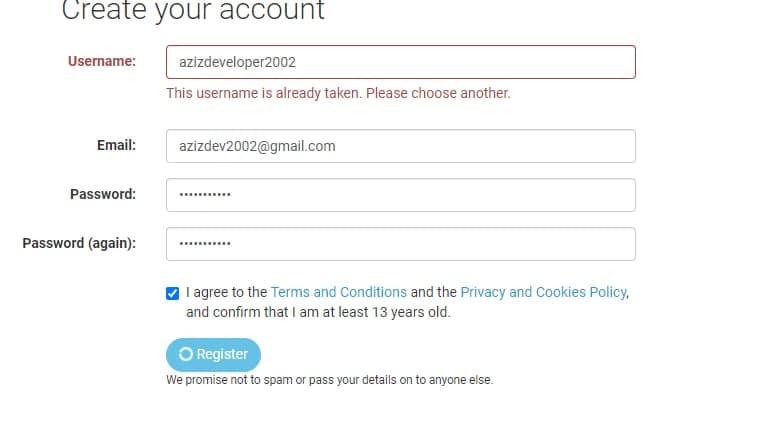 Create your account
Username:
azizdeveloper2002
This username is already taken. Please choose another.
Email:
azizdev2002@gmail.com
Password:
•••••••••••
Password (again):
•••••••••••
I agree to the Terms and Conditions and the Privacy and Cookies Policy,
and confirm that I am at least 13 years old.
Register
We promise not to spam or pass your details on to anyone else.